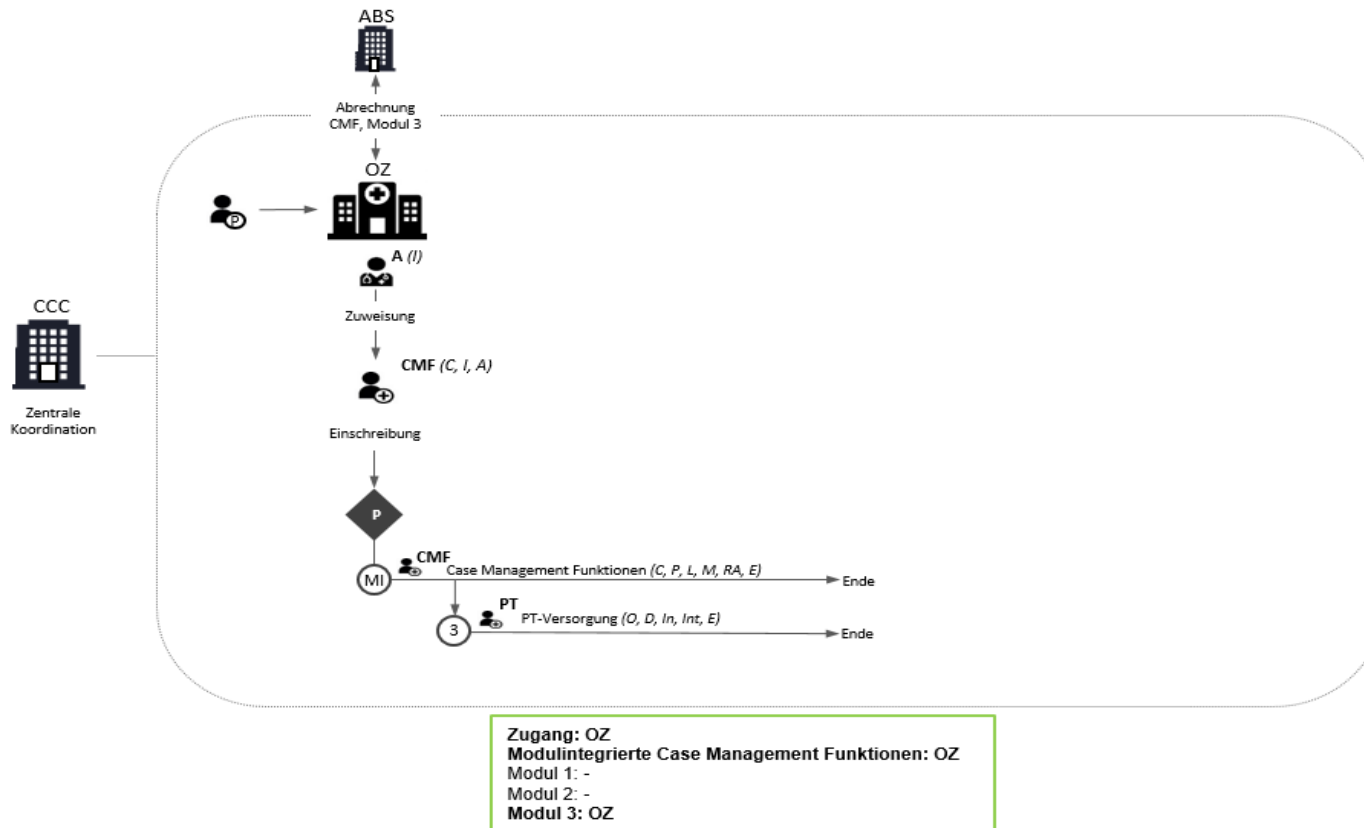 ABS
Abrechnung
CMF, Modul 3
OZ
P
A (I)
Zuweisung
CCC
Zentrale
Koordination
CMF (C, I, A)
Einschreibung
P
CMF
MI
Case Management Funktionen (C, P, L, M, RA, E)
Ende
PT
3
PT-Versorgung (O, D, In, Int, E)
Ende
Zugang: OZ
Modulintegrierte Case Management Funktionen: OZ
Modul 1: -
Modul 2: -
Modul 3: OZ